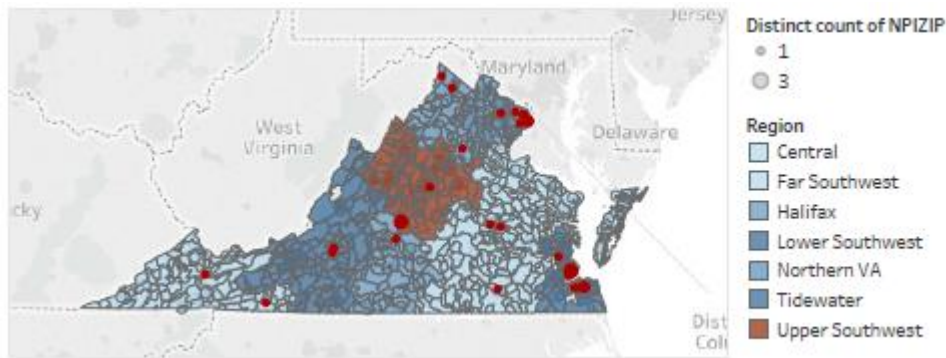 Jersey
Maryland
West
Virginia
Delaware
cky
Dist
Colu
Distinct count of NPIZIP
1
3
Region
Central
Far Southwest
Halifax
Lower Southwest
Northern VA
Tidewater
Upper Southwest